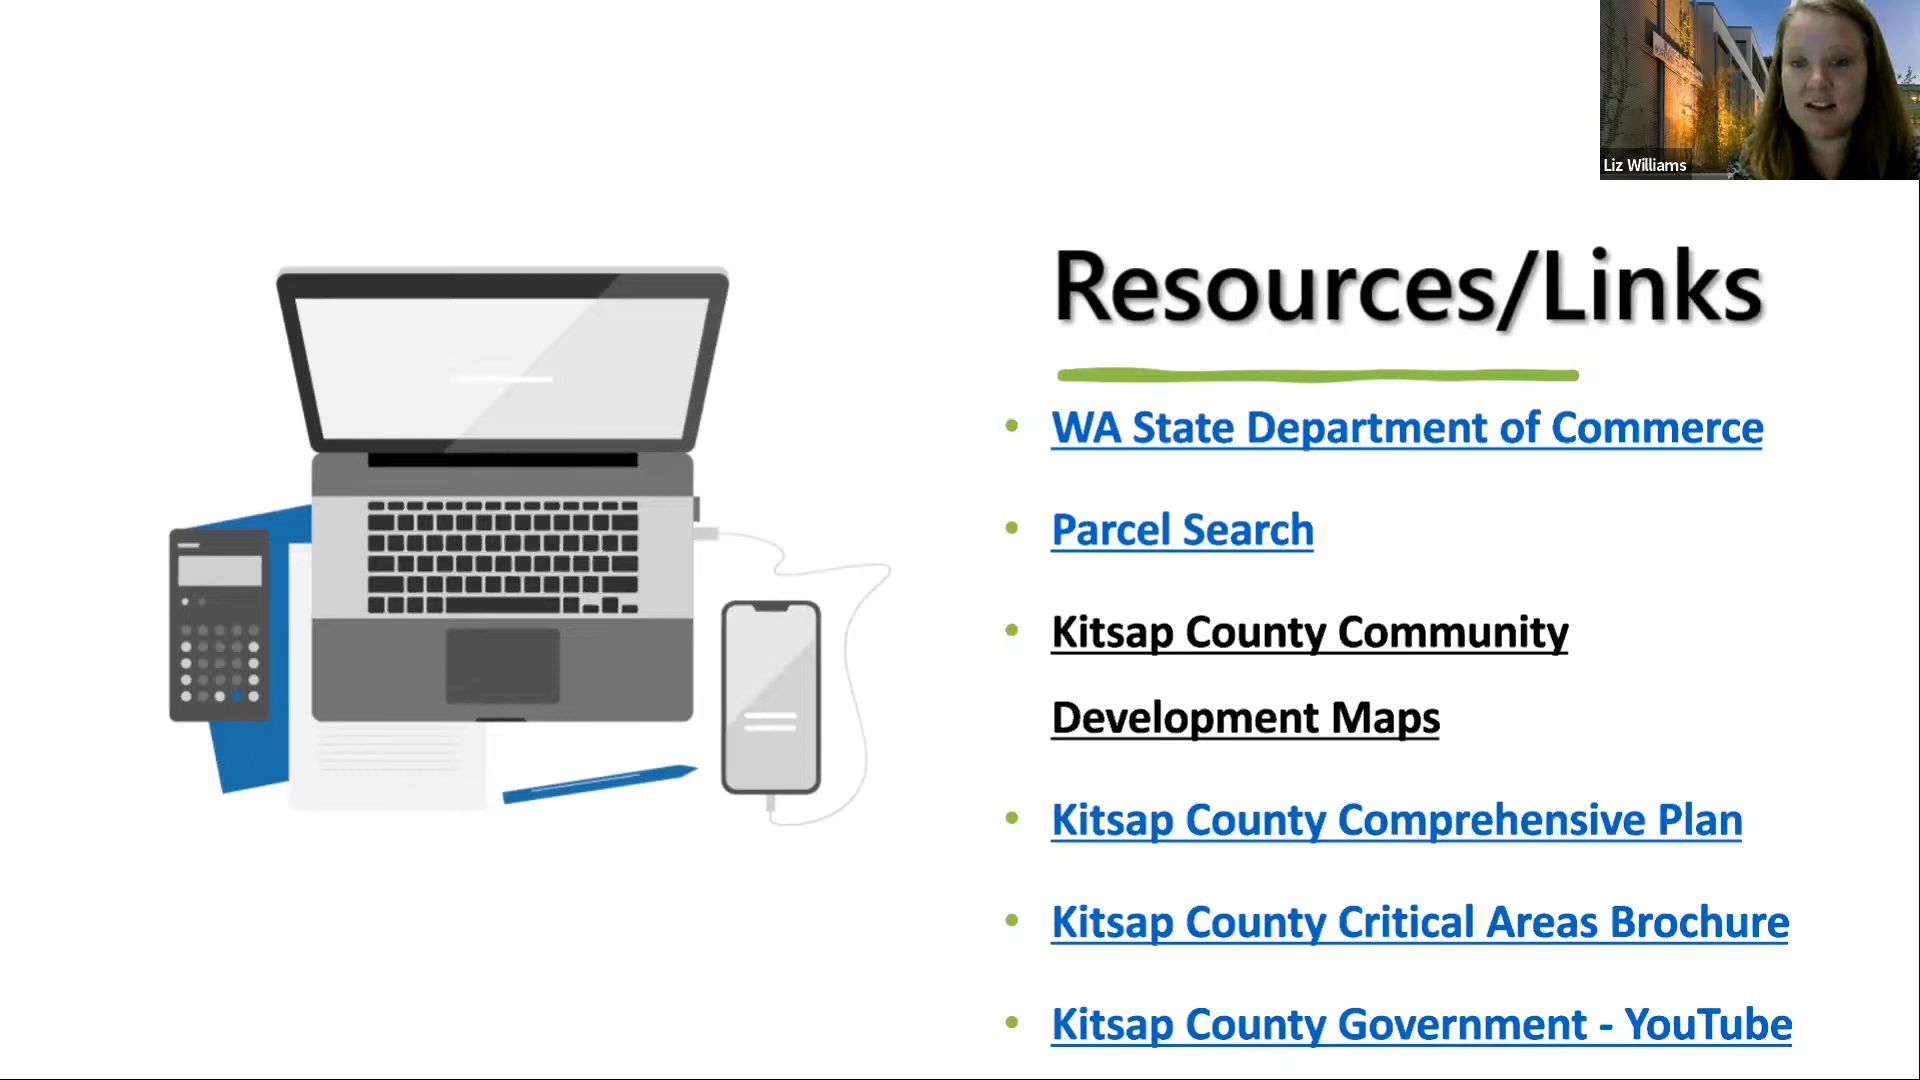 Liz Williams
Resources/Links
• WA State Department of Commerce
• Parcel Search
• Kitsap County Community
Development Maps
• Kitsap County Comprehensive Plan
• Kitsap County Critical Areas Brochure
• Kitsap County Government - YouTube